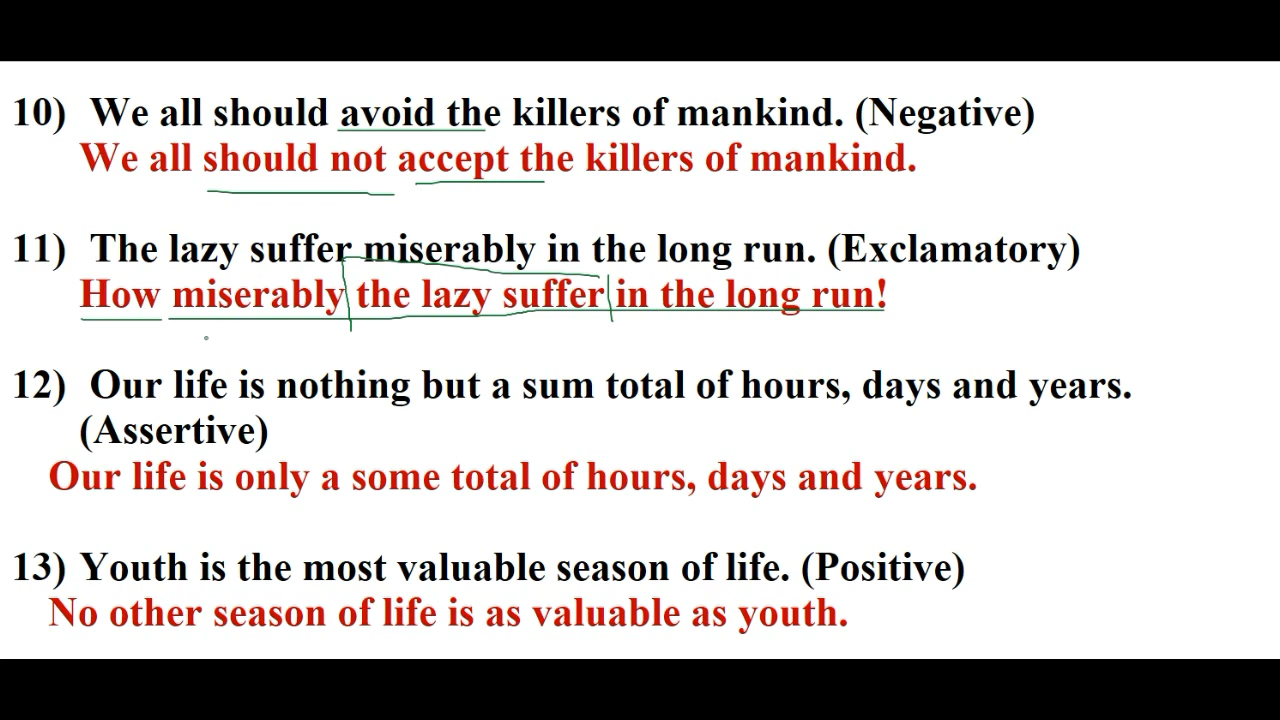 10) We all should avoid the killers of mankind. (Negative)
We all should not accept the killers of mankind.
11) The lazy suffer miserably in the long run. (Exclamatory)
How miserably the lazy suffer in the long run!
12) Our life is nothing but a sum total of hours, days and years.
(Assertive)
Our life is only a some total of hours, days and years.
13) Youth is the most valuable season of life. (Positive)
No other season of life is as valuable as youth.